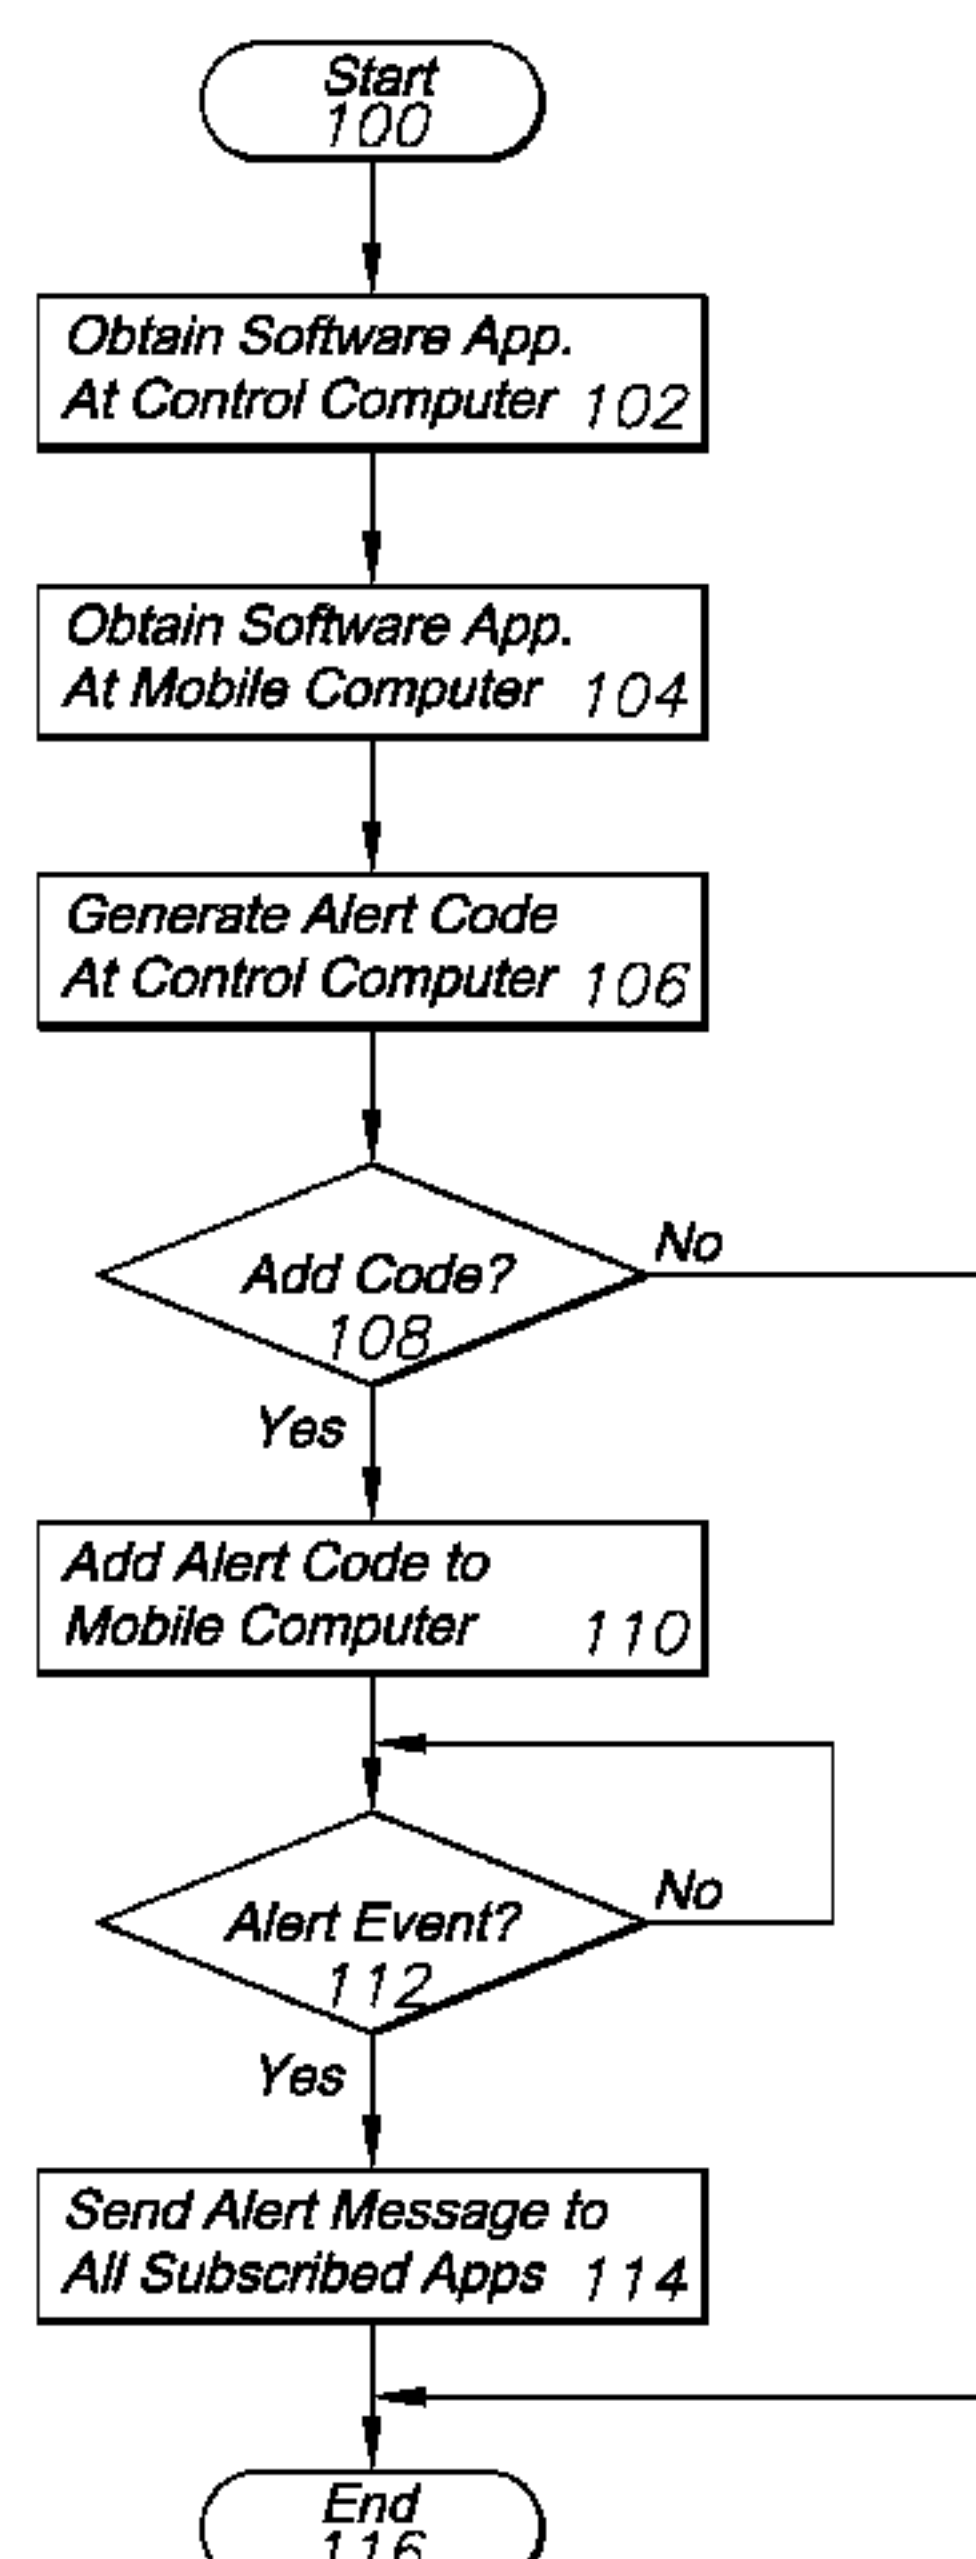 Start
100
Obtain Software App.
At Control Computer 102
Obtain Software App.
At Mobile Computer 104
Generate Alert Code
At Control Computer 106
Add Code?
108
No
Yes
Add Alert Code to
Mobile Computer 110
Alert Event?
112
No
Yes
Send Alert Message to
All Subscribed Apps 114
End
116